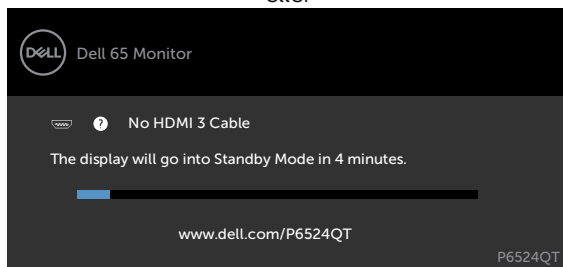 DELL Dell 65 Monitor
? No HDMI 3 Cable
The display will go into Standby Mode in 4 minutes.
www.dell.com/P6524QT
P6524QT